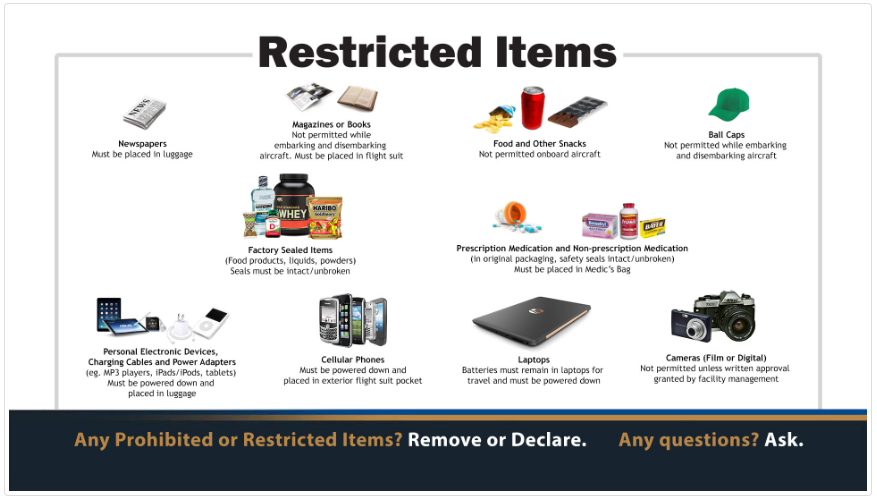 Restricted Items
NEWS
Newspapers
Must be placed in luggage
Magazines or Books
Not permitted while
embarking and disembarking
aircraft. Must be placed in flight suit
Food and Other Snacks
Not permitted onboard aircraft
Ball Caps
Not permitted while embarking
and disembarking aircraft
WHEY
D
HARIBO
Factory Sealed Items
(Food products, liquids, powders)
Seals must be intact/unbroken
BAYER
Prescription Medication and Non-prescription Medication
(in original packaging, safety seals intact/unbroken)
Must be placed in Medic's Bag
Personal Electronic Devices,
Charging Cables and Power Adapters
(eg. MP3 players, iPads/iPods, tablets)
Must be powered down and
placed in luggage
Cellular Phones
Must be powered down and
placed in exterior flight suit pocket
Laptops
Batteries must remain in laptops for
travel and must be powered down
Cameras (Film or Digital)
Not permitted unless written approval
granted by facility management
Any Prohibited or Restricted Items? Remove or Declare. Any questions? Ask.